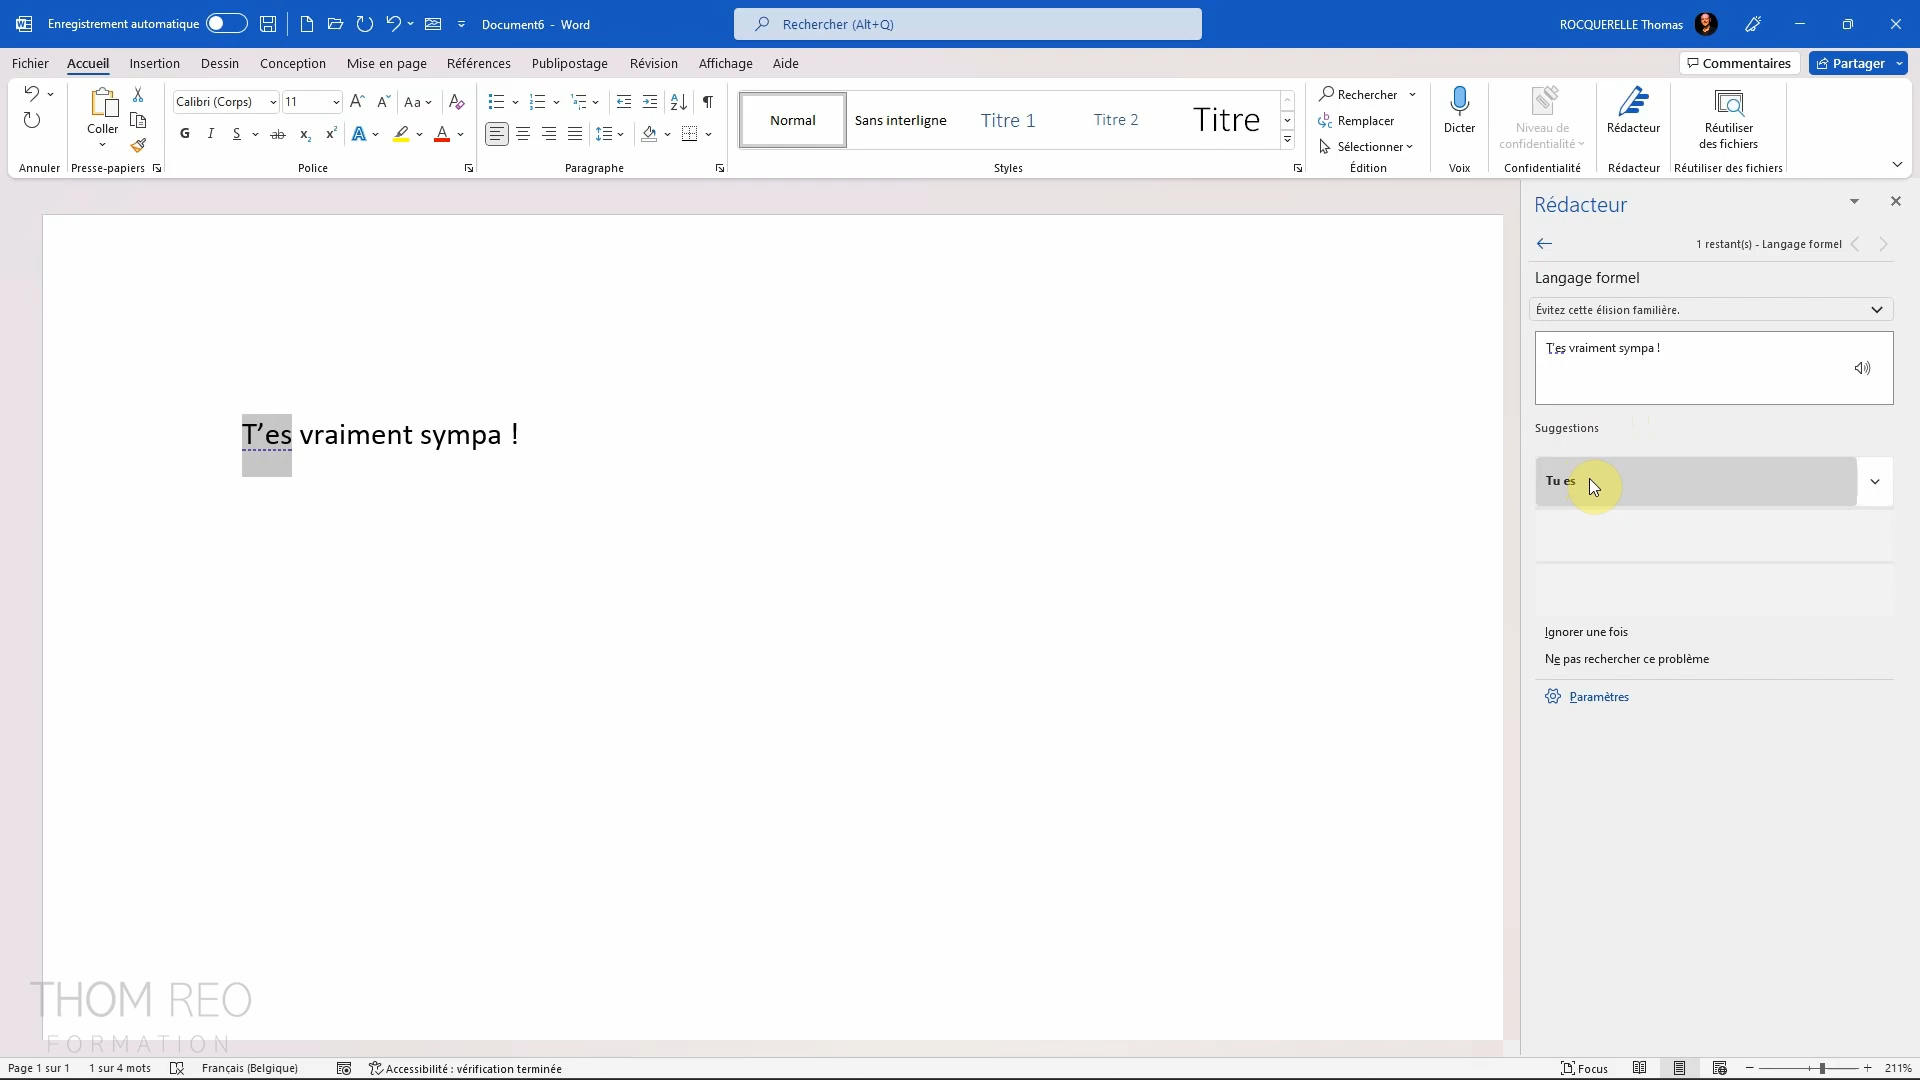 Enregistrement automatique
Document6 - Word
Rechercher (Alt+Q)
ROCQUERELLE Thomas
Fichier Accueil Insertion Dessin Conception Mise en page Références Publipostage Révision Affichage Aide
Commentaires
Partager
Coller
Calibri (Corps) 11
Aa
G I S ab x₂ x² A A
Normal
Sans interligne
Titre 1
Titre 2
Titre
Rechercher
Remplacer
Sélectionner
Dicter
Niveau de
confidentialité
Rédacteur
Réutiliser
des fichiers
Annuler Presse-papiers Police Paragraphe Styles Édition Voix Confidentialité Rédacteur Réutiliser des fichiers
Rédacteur
1 restant(s) - Langage formel
Langage formel
Évitez cette élision familière.
T'es vraiment sympa !
Suggestions
Tu es
Ignorer une fois
Ne pas rechercher ce problème
Paramètres
T’es vraiment sympa !
THOM REO
FORMATION
Page 1 sur 1 1 sur 4 mots Français (Belgique) Accessibilité : vérification terminée Focus 211%